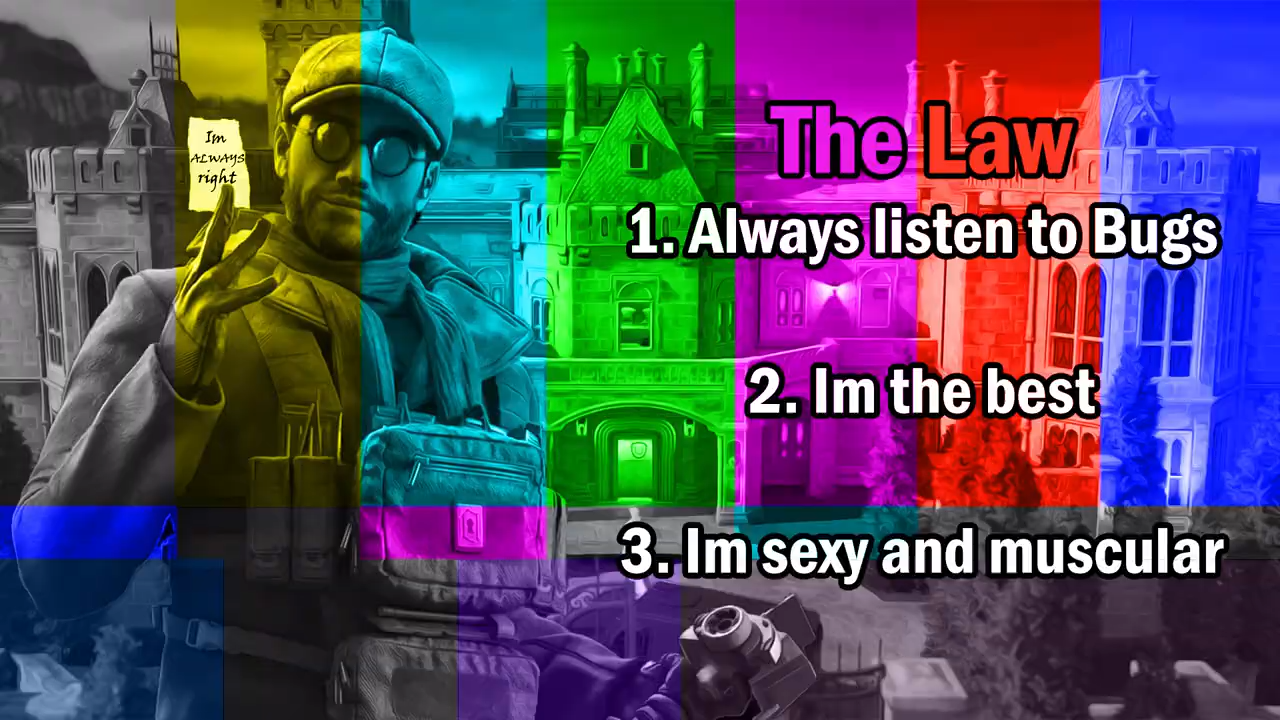 Im
ALWAYS
right
The Law
1. Always listen to Bugs
2. Im the best
3. Im sexy and muscular